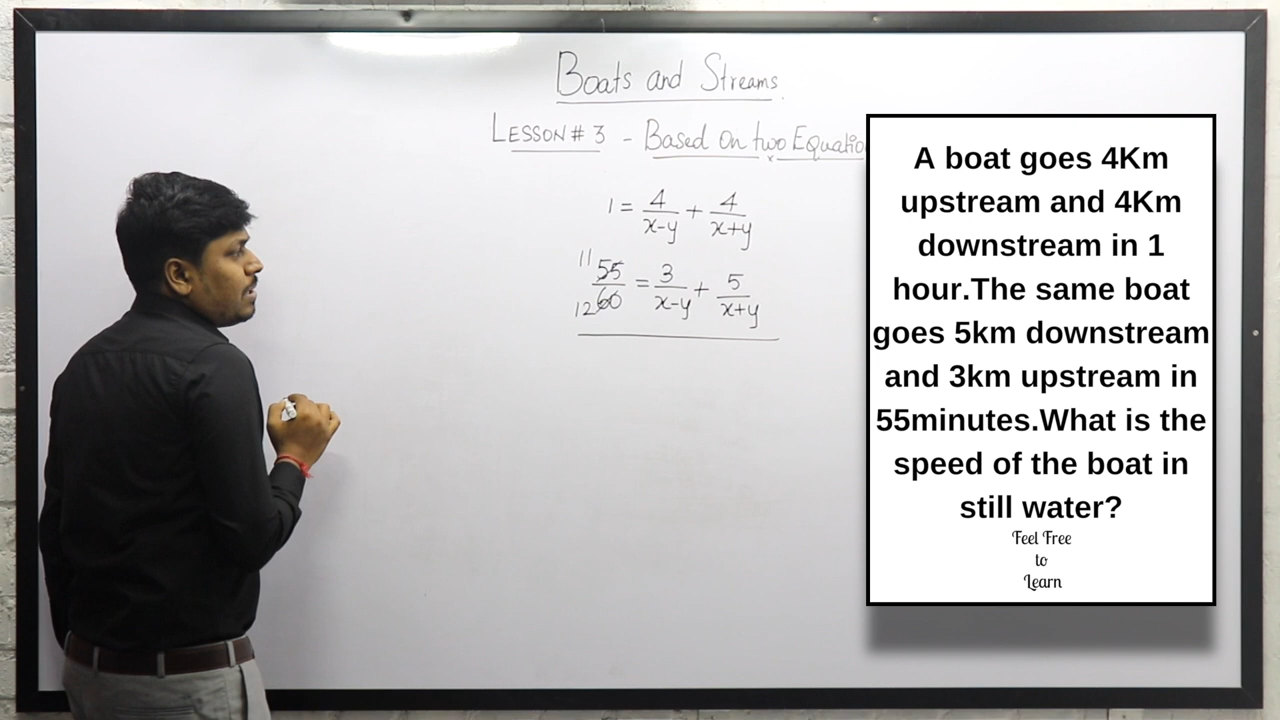 Boats and Streams.
LESSON # 3 - Based on two Equatio
1 = 4/x-y + 4/x+y
11 55/60 12 = 3/x-y + 5/x+y
A boat goes 4Km
upstream and 4Km
downstream in 1
hour.The same boat
goes 5km downstream
and 3km upstream in
55minutes.What is the
speed of the boat in
still water?
Feel Free
to
Learn